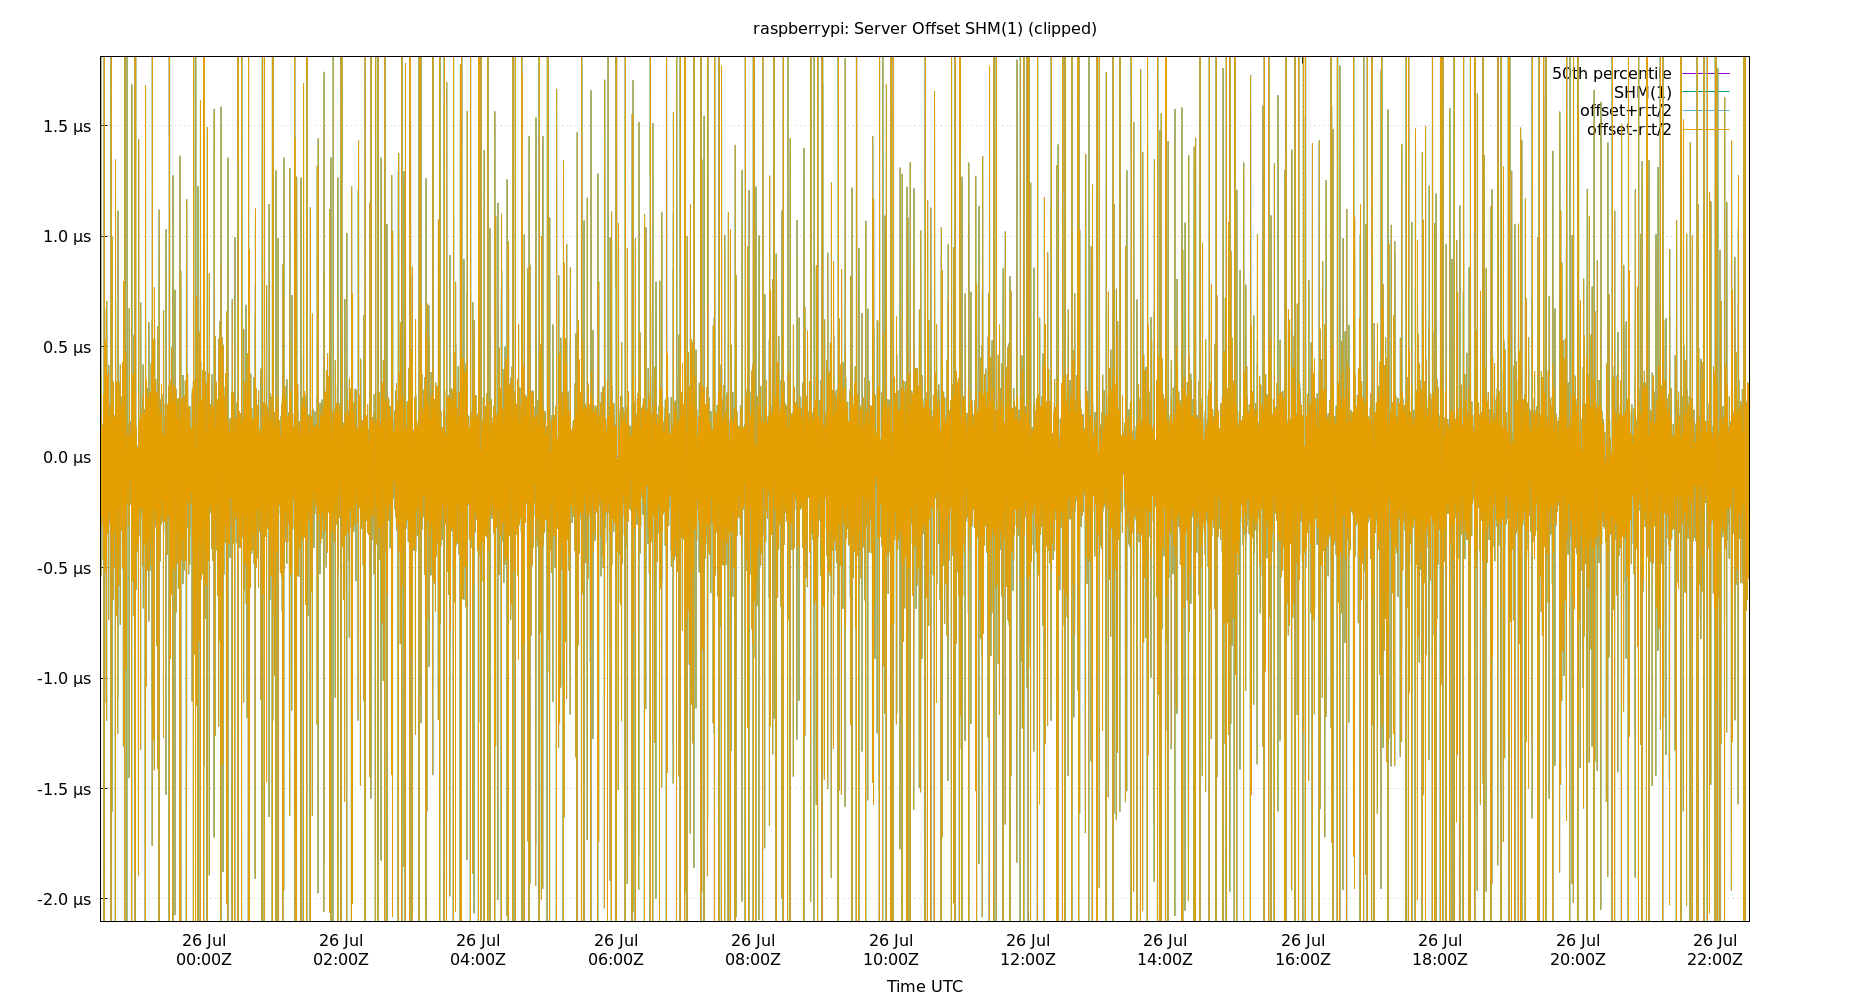 raspberrypi: Server Offset SHM(1) (clipped)
50th percentile
SHM(1)
offset+rtt/2
offset-rtt/2
1.5 µs
1.0 µs
0.5 µs
0.0 µs
-0.5 µs
-1.0 µs
-1.5 µs
-2.0 µs
26 Jul 26 Jul 26 Jul 26 Jul 26 Jul 26 Jul 26 Jul 26 Jul 26 Jul 26 Jul 26 Jul 26 Jul
00:00Z 02:00Z 04:00Z 06:00Z 08:00Z 10:00Z 12:00Z 14:00Z 16:00Z 18:00Z 20:00Z 22:00Z
Time UTC